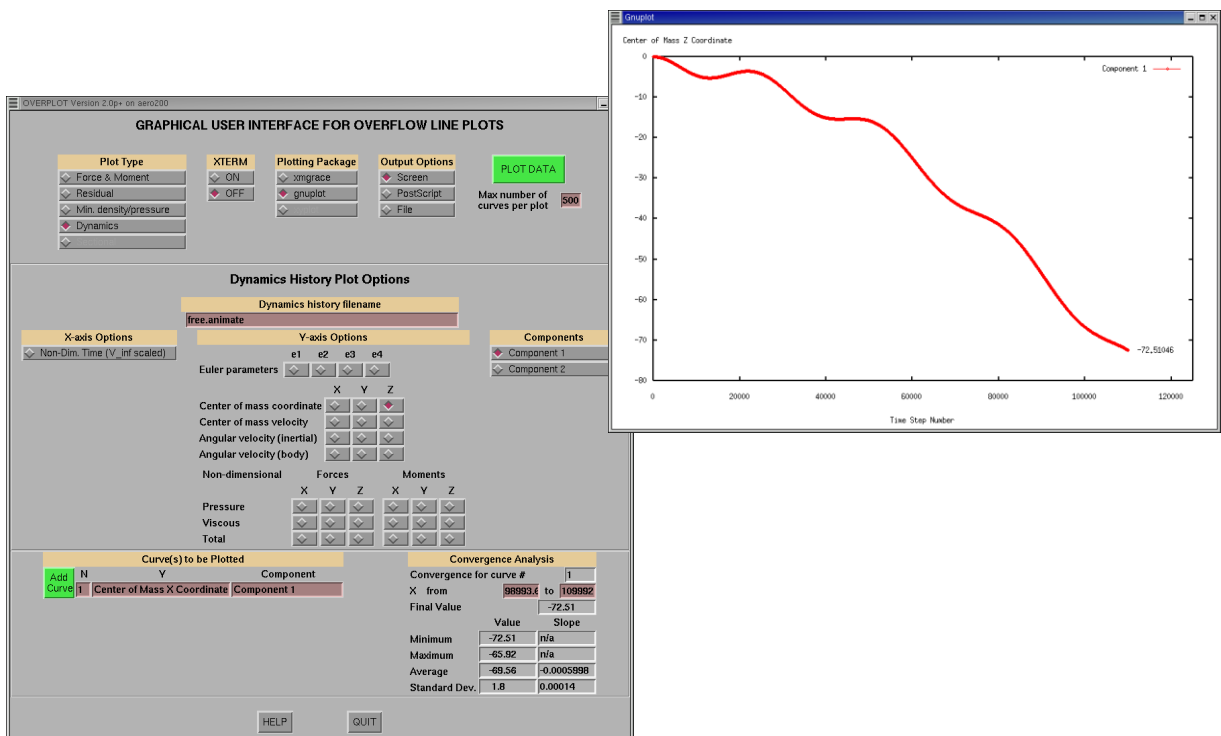 Gnuplot
Center of Mass Z Coordinate
Component 1
0
-10
-20
-30
-40
-50
-60
-70
-80
-72.51046
0 20000 40000 60000 80000 100000 120000
Time Step Number
OVERPLOT Version 2.0p+ on aero200
GRAPHICAL USER INTERFACE FOR OVERFLOW LINE PLOTS
Plot Type
Force & Moment
Residual
Min. density/pressure
Dynamics
XTERM
ON
OFF
Plotting Package
xmgrace
gnuplot
Output Options
Screen
PostScript
File
PLOT DATA
Max number of
curves per plot
500
Dynamics History Plot Options
Dynamics history filename
free.animate
X-axis Options
Non-Dim. Time (V_inf scaled)
Y-axis Options
e1 e2 e3 e4
Euler parameters
X Y Z
Center of mass coordinate
Center of mass velocity
Angular velocity (inertial)
Angular velocity (body)
Non-dimensional Forces Moments
X Y Z X Y Z
Pressure
Viscous
Total
Components
Component 1
Component 2
Curve(s) to be Plotted
Add
Curve
N Y Component
1 Center of Mass X Coordinate Component 1
Convergence Analysis
Convergence for curve # 1
X from 98993.6 to 109992
Final Value -72.51
Value Slope
Minimum -72.51 n/a
Maximum -65.92 n/a
Average -69.56 -0.0005998
Standard Dev. 1.8 0.00014
HELP QUIT